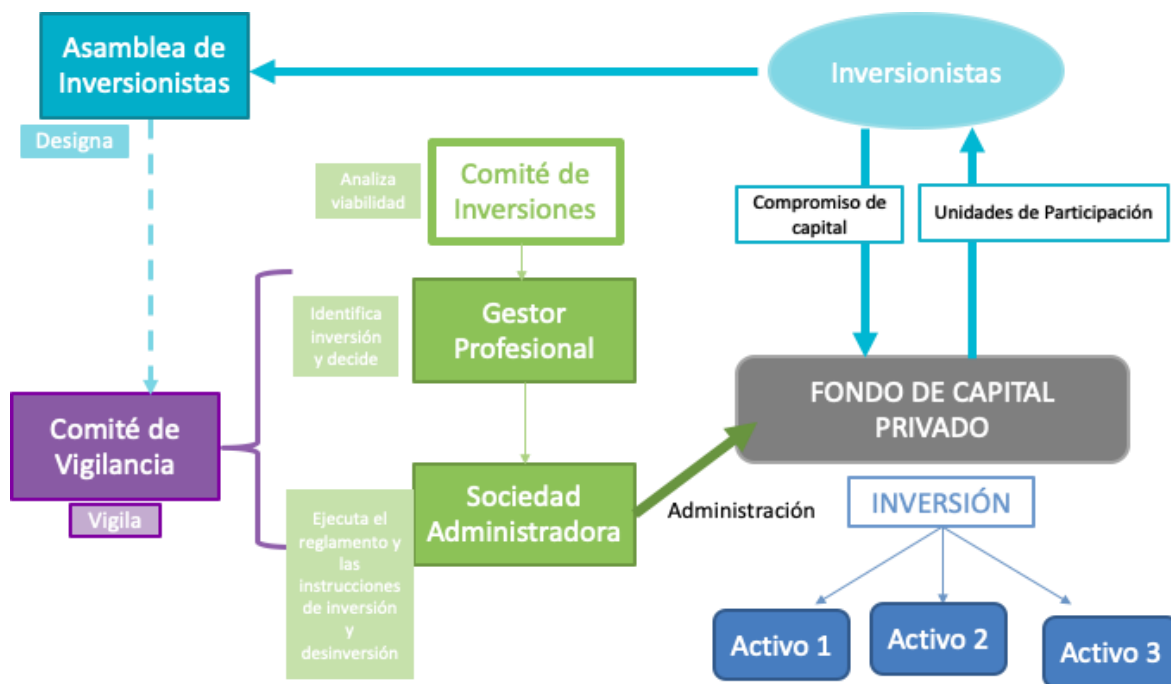 Asamblea de
Inversionistas
Inversionistas
Designa
Analiza
viabilidad
Comité de
Inversiones
Compromiso de
capital
Unidades de Participación
Identifica
inversión
y decide
Gestor
Profesional
FONDO DE CAPITAL
PRIVADO
Comité de
Vigilancia
Vigila
Ejecuta el
reglamento y
las
instrucciones
de inversión
y
desinversión
Sociedad
Administradora
Administración
INVERSIÓN
Activo 1
Activo 2
Activo 3